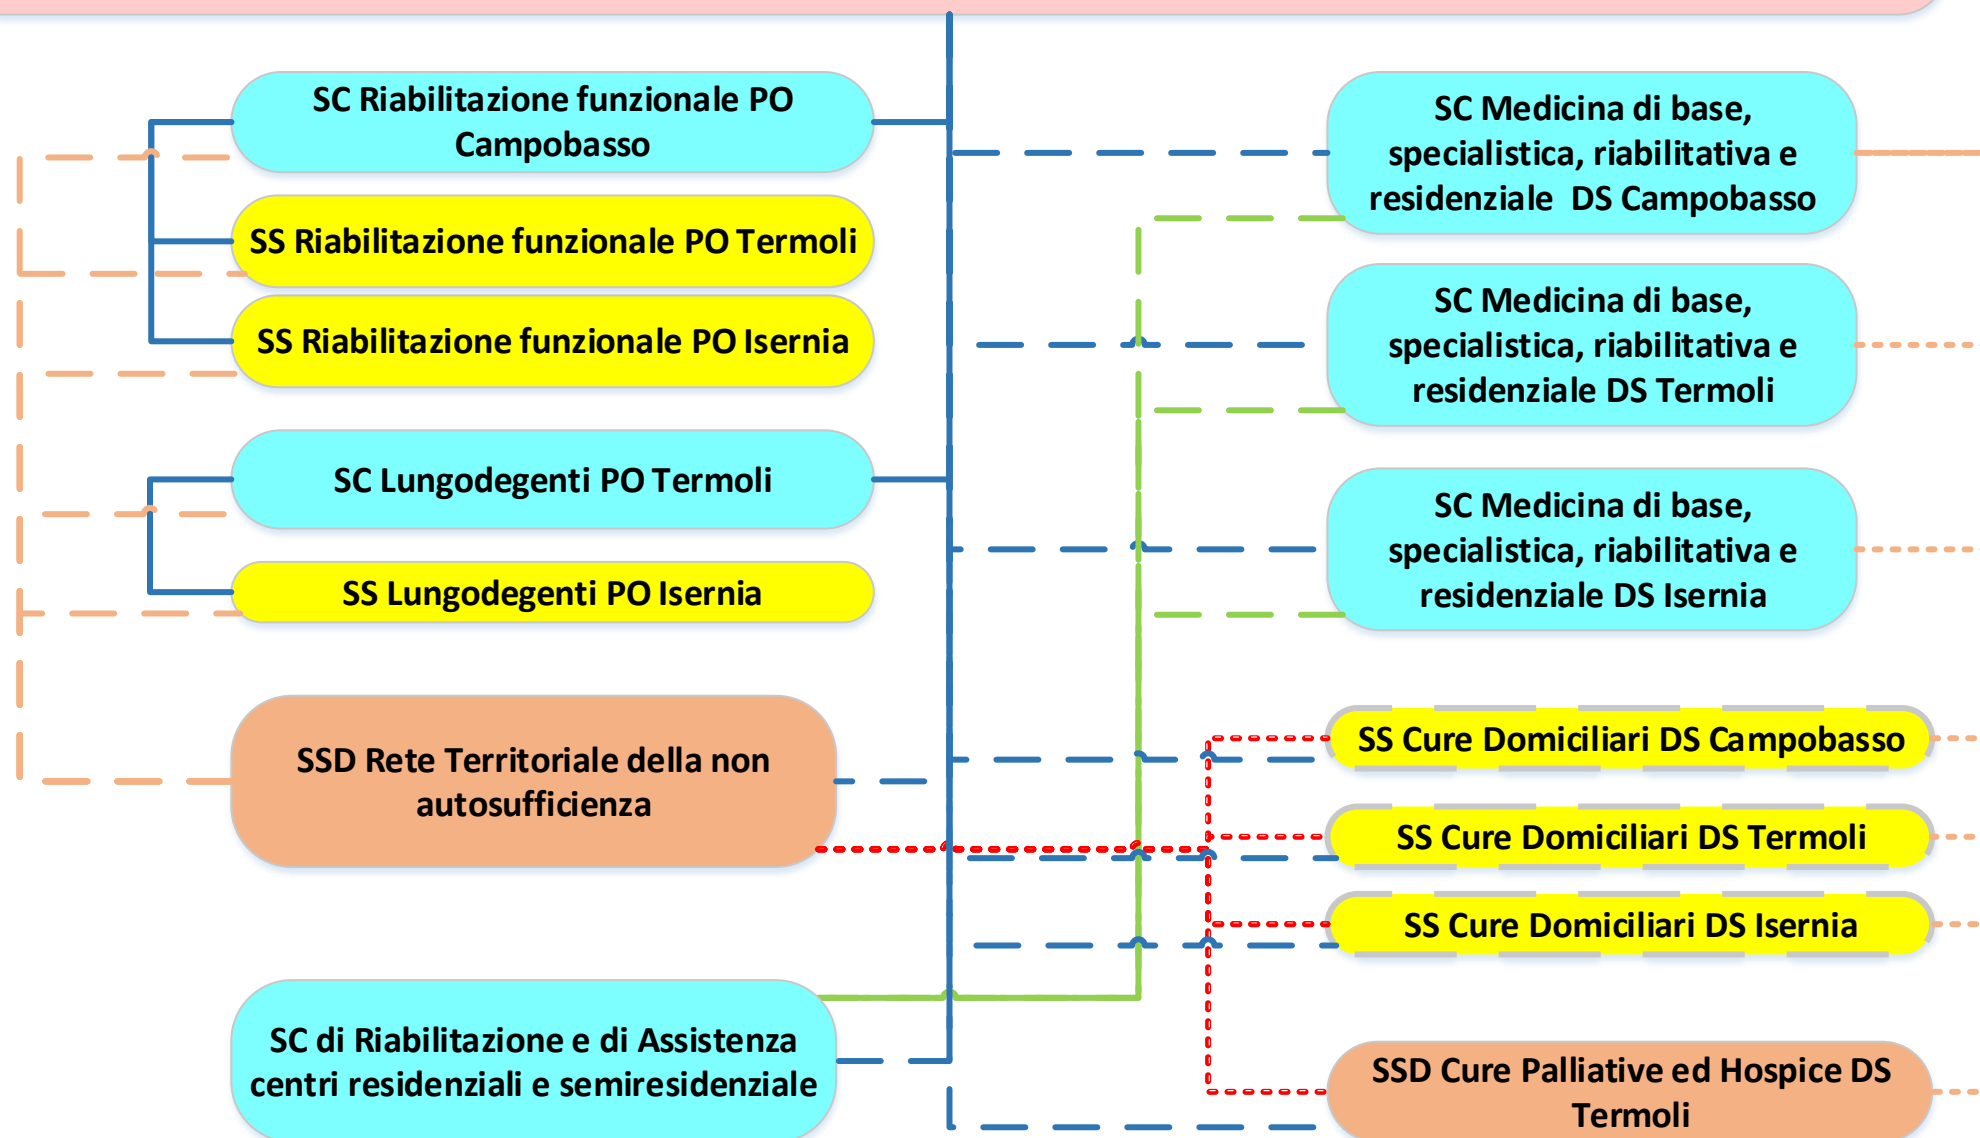 SC Riabilitazione funzionale PO
Campobasso
SS Riabilitazione funzionale PO Termoli
SS Riabilitazione funzionale PO Isernia
SC Lungodegenti PO Termoli
SS Lungodegenti PO Isernia
SSD Rete Territoriale della non
autosufficienza
SC di Riabilitazione e di Assistenza
centri residenziali e semiresidenziale
SC Medicina di base,
specialistica, riabilitativa e
residenziale DS Campobasso
SC Medicina di base,
specialistica, riabilitativa e
residenziale DS Termoli
SC Medicina di base,
specialistica, riabilitativa e
residenziale DS Isernia
SS Cure Domiciliari DS Campobasso
SS Cure Domiciliari DS Termoli
SS Cure Domiciliari DS Isernia
SSD Cure Palliative ed Hospice DS
Termoli